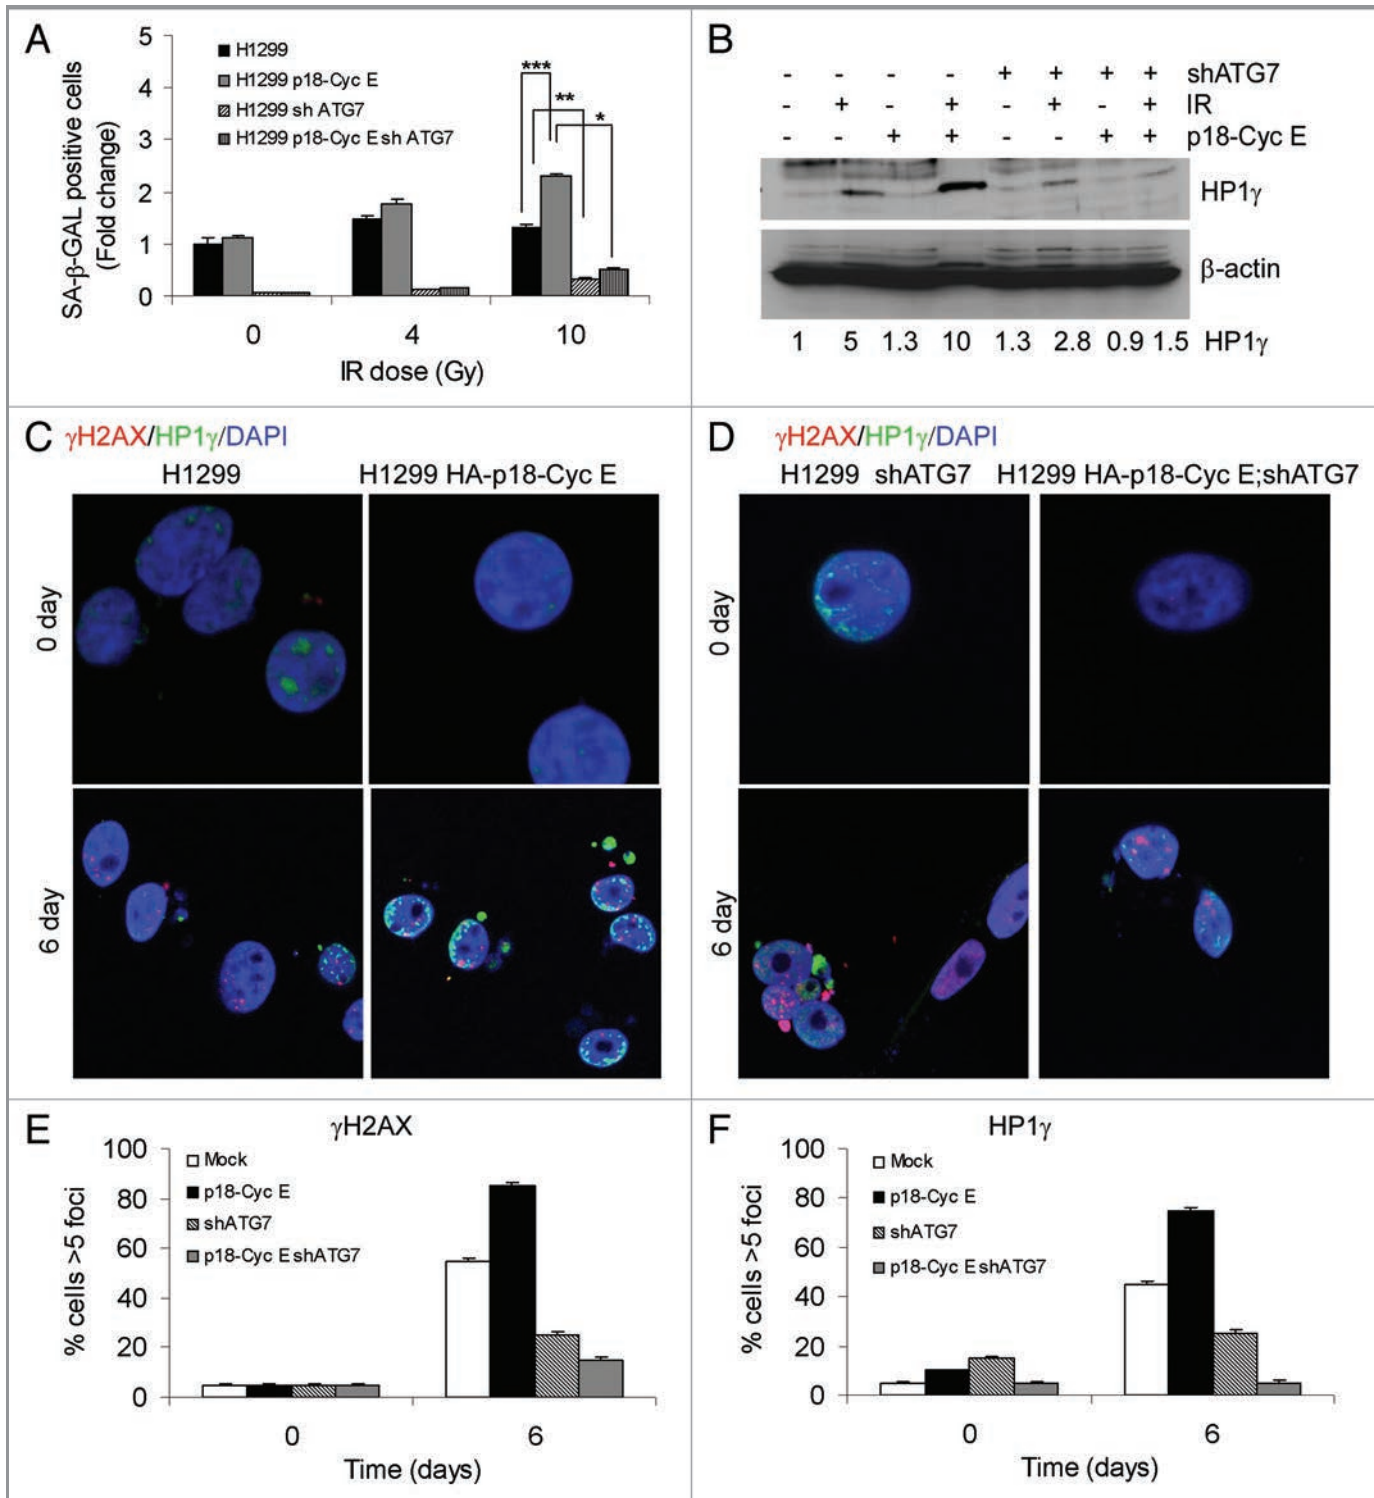 A
SA-β-GAL positive cells
(Fold change)
5
4
3
2
1
0
H1299
H1299 p18-Cyc E
H1299 sh ATG7
H1299 p18-Cyc E sh ATG7
***
**
*
0 4 10
IR dose (Gy)
B
- - - - + + + + shATG7
- + - + - + - + IR
- - + + - - + + p18-Cyc E
HP1γ
β-actin
1 5 1.3 10 1.3 2.8 0.9 1.5 HP1γ
C
γH2AX/HP1γ/DAPI
H1299 H1299 HA-p18-Cyc E
0 day
6 day
D
γH2AX/HP1γ/DAPI
H1299 shATG7 H1299 HA-p18-Cyc E;shATG7
0 day
6 day
E
γH2AX
% cells >5 foci
100
80
60
40
20
0
Mock
p18-Cyc E
shATG7
p18-Cyc E shATG7
0 6
Time (days)
F
HP1γ
% cells >5 foci
100
80
60
40
20
0
Mock
p18-Cyc E
shATG7
p18-Cyc E shATG7
0 6
Time (days)